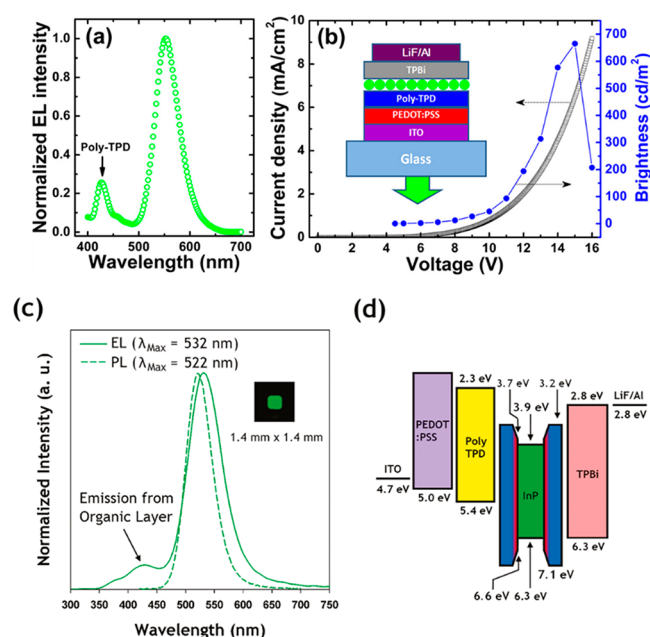 (a)
Normalized EL intensity
1.0
0.8
0.6
0.4
0.2
0.0
Poly-TPD
400
500
600
700
Wavelength (nm)
(b)
Current density (mA/cm²)
8
6
4
2
0
LiF/Al
TPBi
Poly-TPD
PEDOT:PSS
ITO
Glass
700
600
500
400
300
200
100
0
Brightness (cd/m²)
0 2 4 6 8 10 12 14 16
Voltage (V)
(c)
EL (λMax = 532 nm)
PL (λMax = 522 nm)
1.4 mm x 1.4 mm
Emission from
Organic Layer
Normalized Intensity (a. u.)
300 350 400 450 500 550 600 650 700 750
Wavelength (nm)
(d)
ITO
4.7 eV
PEDOT
:PSS
5.0 eV
2.3 eV
Poly
TPD
5.4 eV
3.7 eV
3.9 eV
3.2 eV
InP
6.6 eV
6.3 eV
7.1 eV
2.8 eV
TPBi
6.3 eV
LiF/Al
2.8 eV